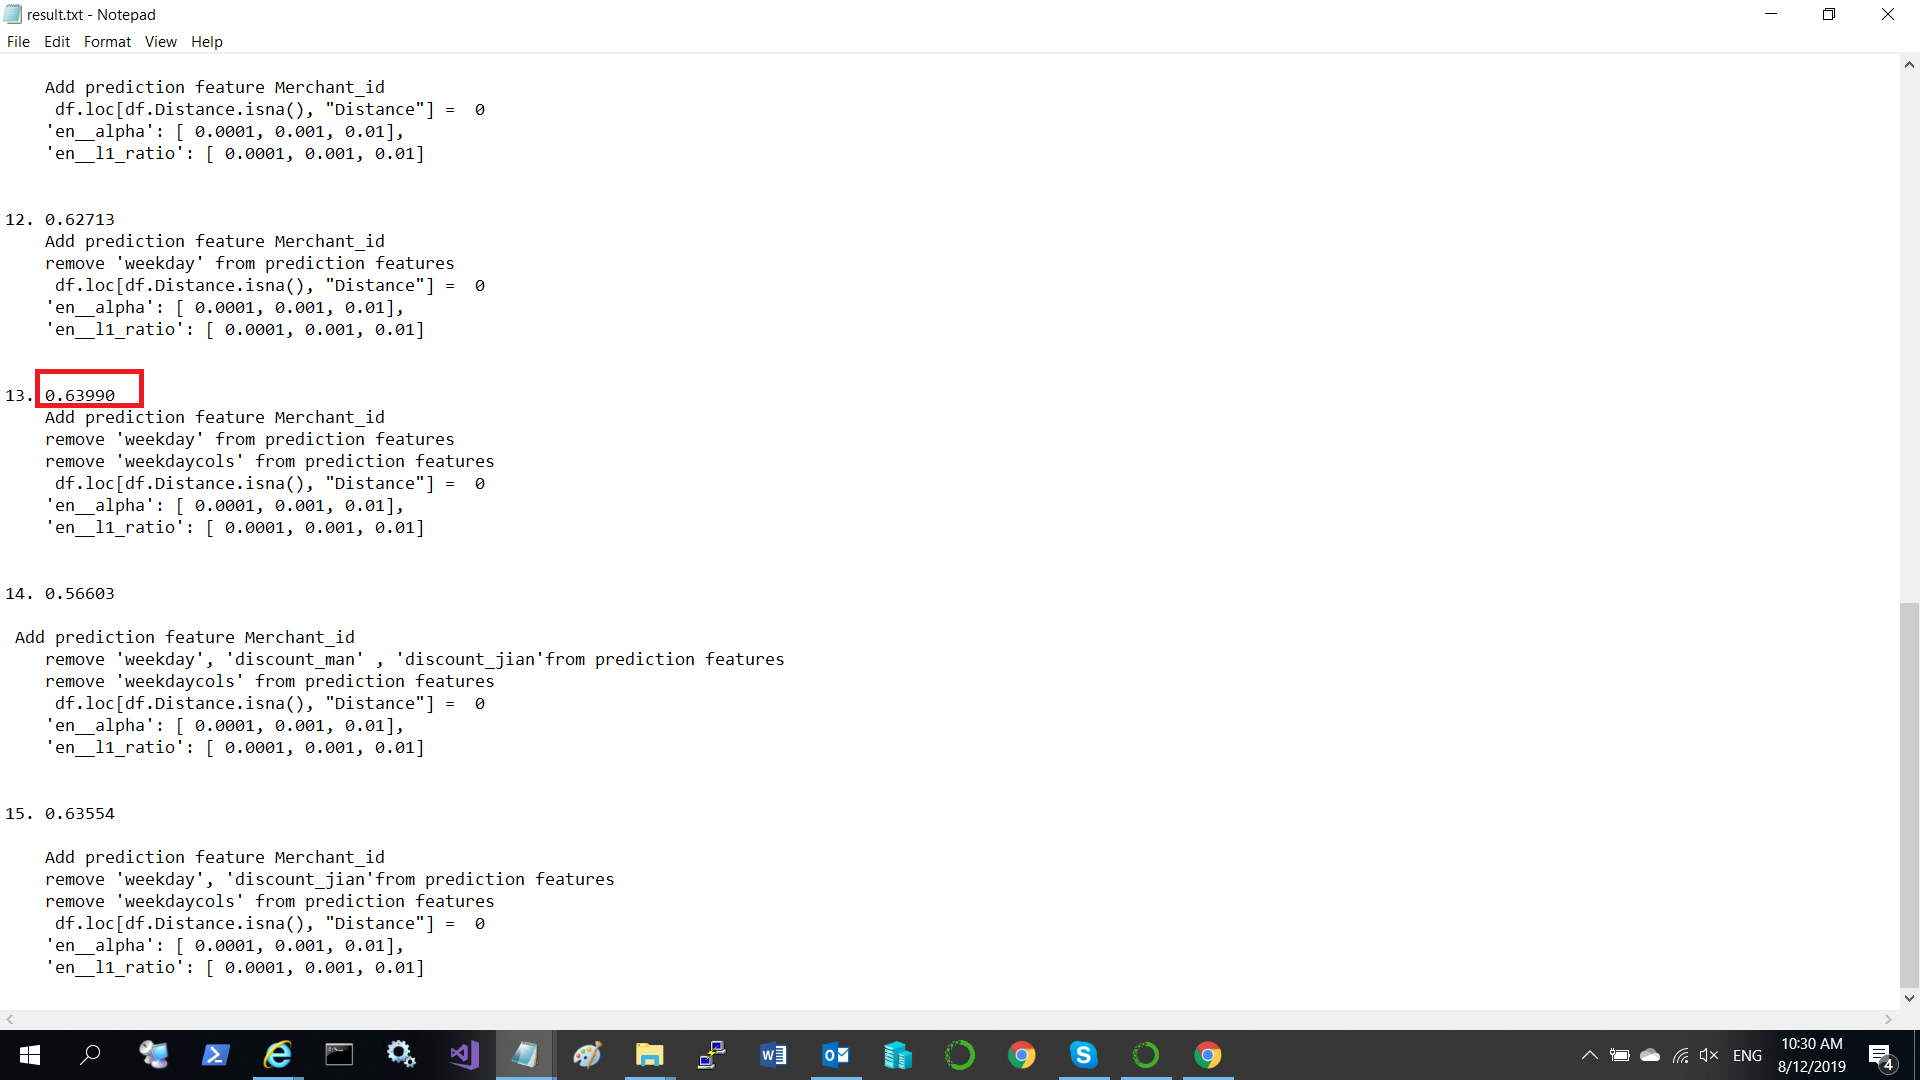 result.txt - Notepad
File Edit Format View Help
Add prediction feature Merchant_id
df.loc[df.Distance.isna(), "Distance"] = 0
'en__alpha': [ 0.0001, 0.001, 0.01],
'en__l1_ratio': [ 0.0001, 0.001, 0.01]
12. 0.62713
Add prediction feature Merchant_id
remove 'weekday' from prediction features
df.loc[df.Distance.isna(), "Distance"] = 0
'en__alpha': [ 0.0001, 0.001, 0.01],
'en__l1_ratio': [ 0.0001, 0.001, 0.01]
13. 0.63990
Add prediction feature Merchant_id
remove 'weekday' from prediction features
remove 'weekdaycols' from prediction features
df.loc[df.Distance.isna(), "Distance"] = 0
'en__alpha': [ 0.0001, 0.001, 0.01],
'en__l1_ratio': [ 0.0001, 0.001, 0.01]
14. 0.56603
Add prediction feature Merchant_id
remove 'weekday', 'discount_man' , 'discount_jian'from prediction features
remove 'weekdaycols' from prediction features
df.loc[df.Distance.isna(), "Distance"] = 0
'en__alpha': [ 0.0001, 0.001, 0.01],
'en__l1_ratio': [ 0.0001, 0.001, 0.01]
15. 0.63554
Add prediction feature Merchant_id
remove 'weekday', 'discount_jian'from prediction features
remove 'weekdaycols' from prediction features
df.loc[df.Distance.isna(), "Distance"] = 0
'en__alpha': [ 0.0001, 0.001, 0.01],
'en__l1_ratio': [ 0.0001, 0.001, 0.01]
ENG
10:30 AM
8/12/2019
4